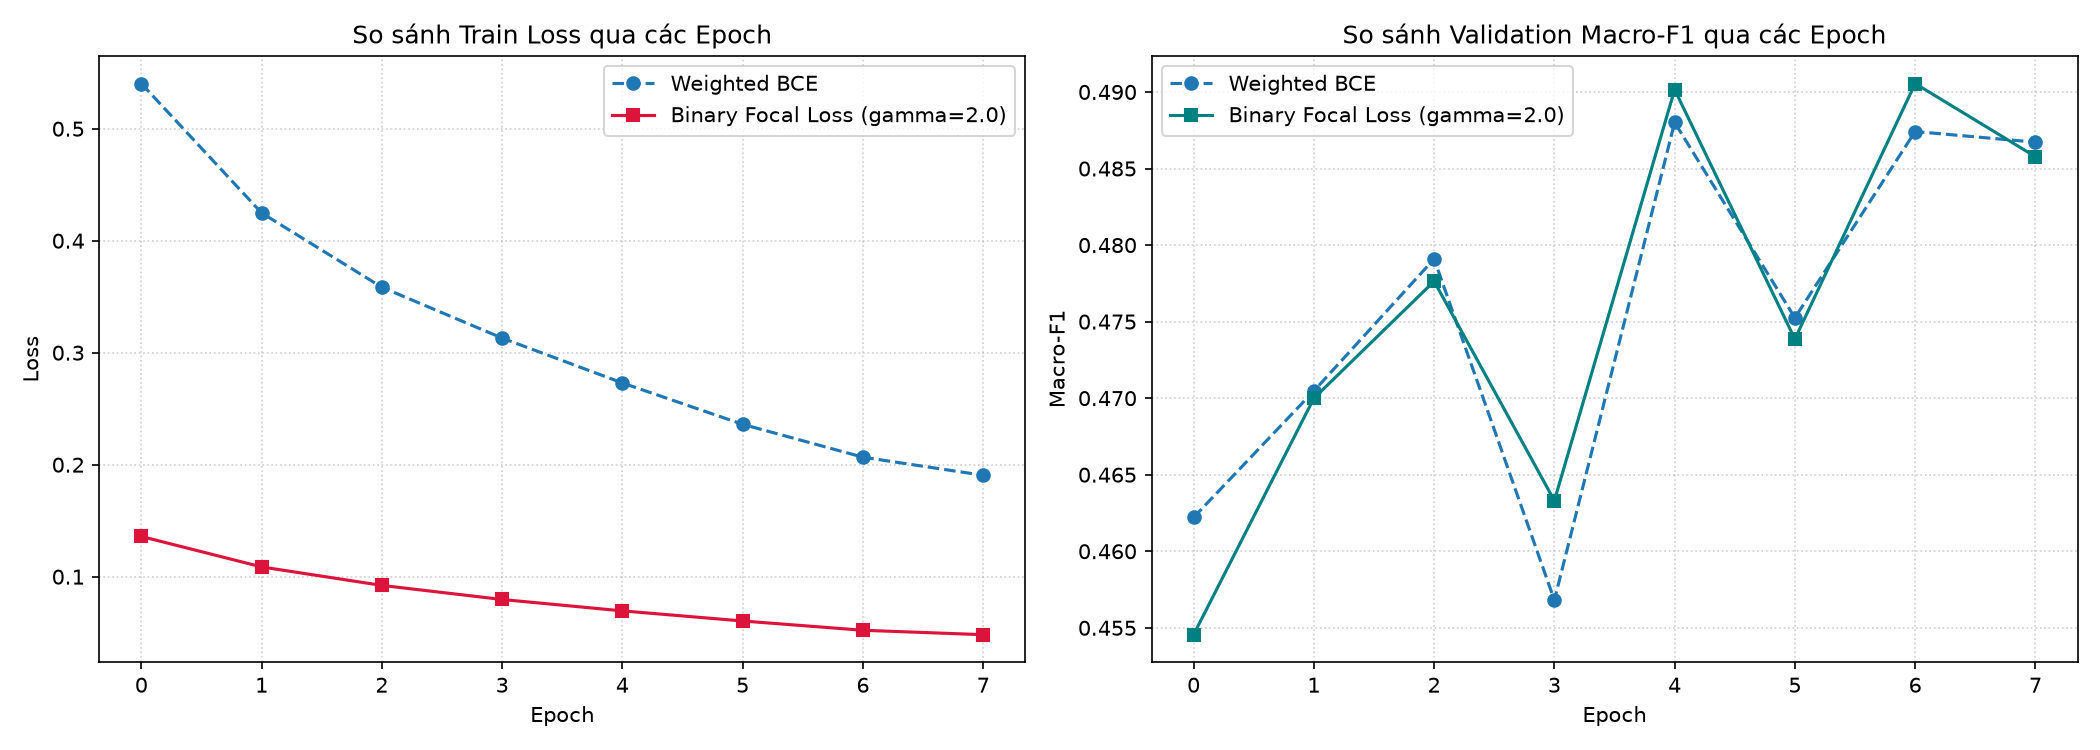 So sánh Train Loss qua các Epoch
Weighted BCE
Binary Focal Loss (gamma=2.0)
Loss
0.5
0.4
0.3
0.2
0.1
0 1 2 3 4 5 6 7
Epoch
So sánh Validation Macro-F1 qua các Epoch
Weighted BCE
Binary Focal Loss (gamma=2.0)
Macro-F1
0.490
0.485
0.480
0.475
0.470
0.465
0.460
0.455
0 1 2 3 4 5 6 7
Epoch